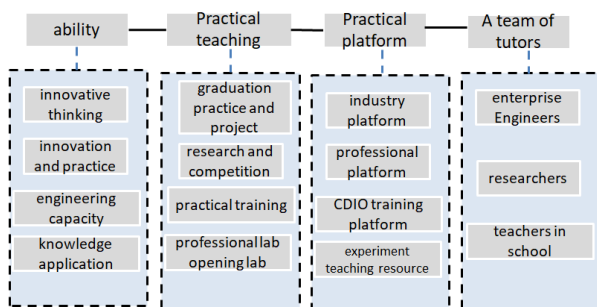 ability
Practical
teaching
Practical
platform
A team of
tutors
innovative
thinking
innovation
and practice
engineering
capacity
knowledge
application
graduation
practice and
project
research and
competition
practical training
professional lab
opening lab
industry
platform
professional
platform
CDIO training
platform
experiment
teaching resource
enterprise
Engineers
researchers
teachers in
school